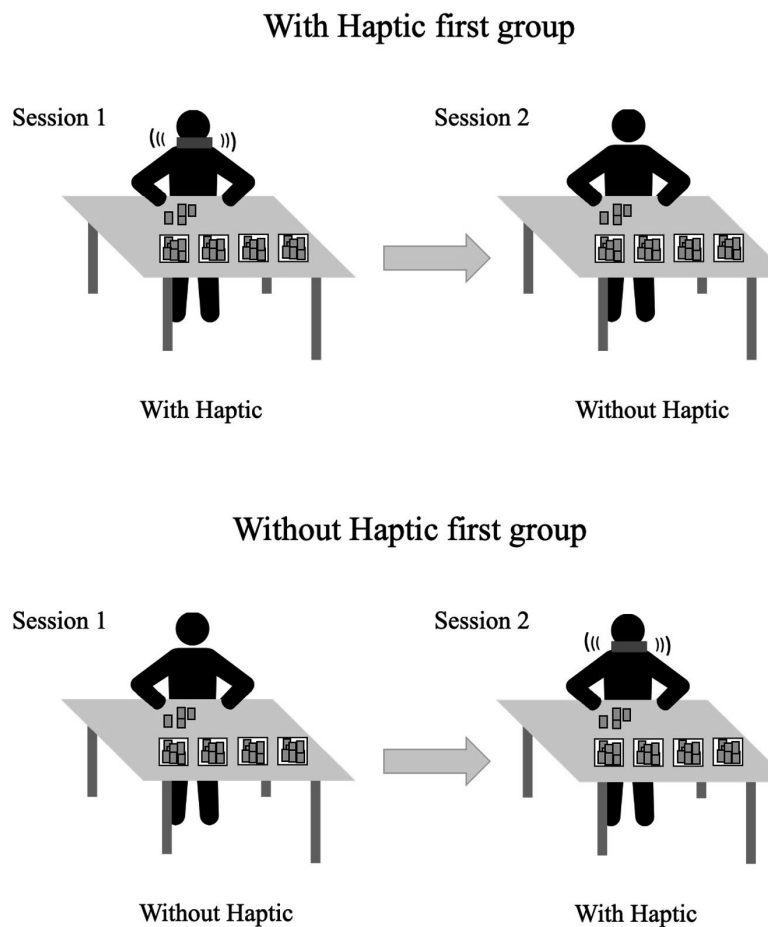 With Haptic first group
Session 1
Session 2
With Haptic
Without Haptic
Without Haptic first group
Session 1
Session 2
Without Haptic
With Haptic